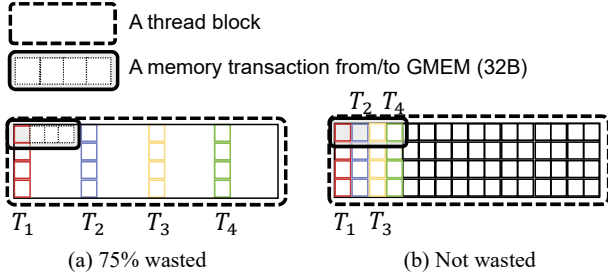 A thread block
A memory transaction from/to GMEM (32B)
T₂ T₄
T₁ T₂ T₃ T₄ T₁ T₃
(a) 75% wasted (b) Not wasted